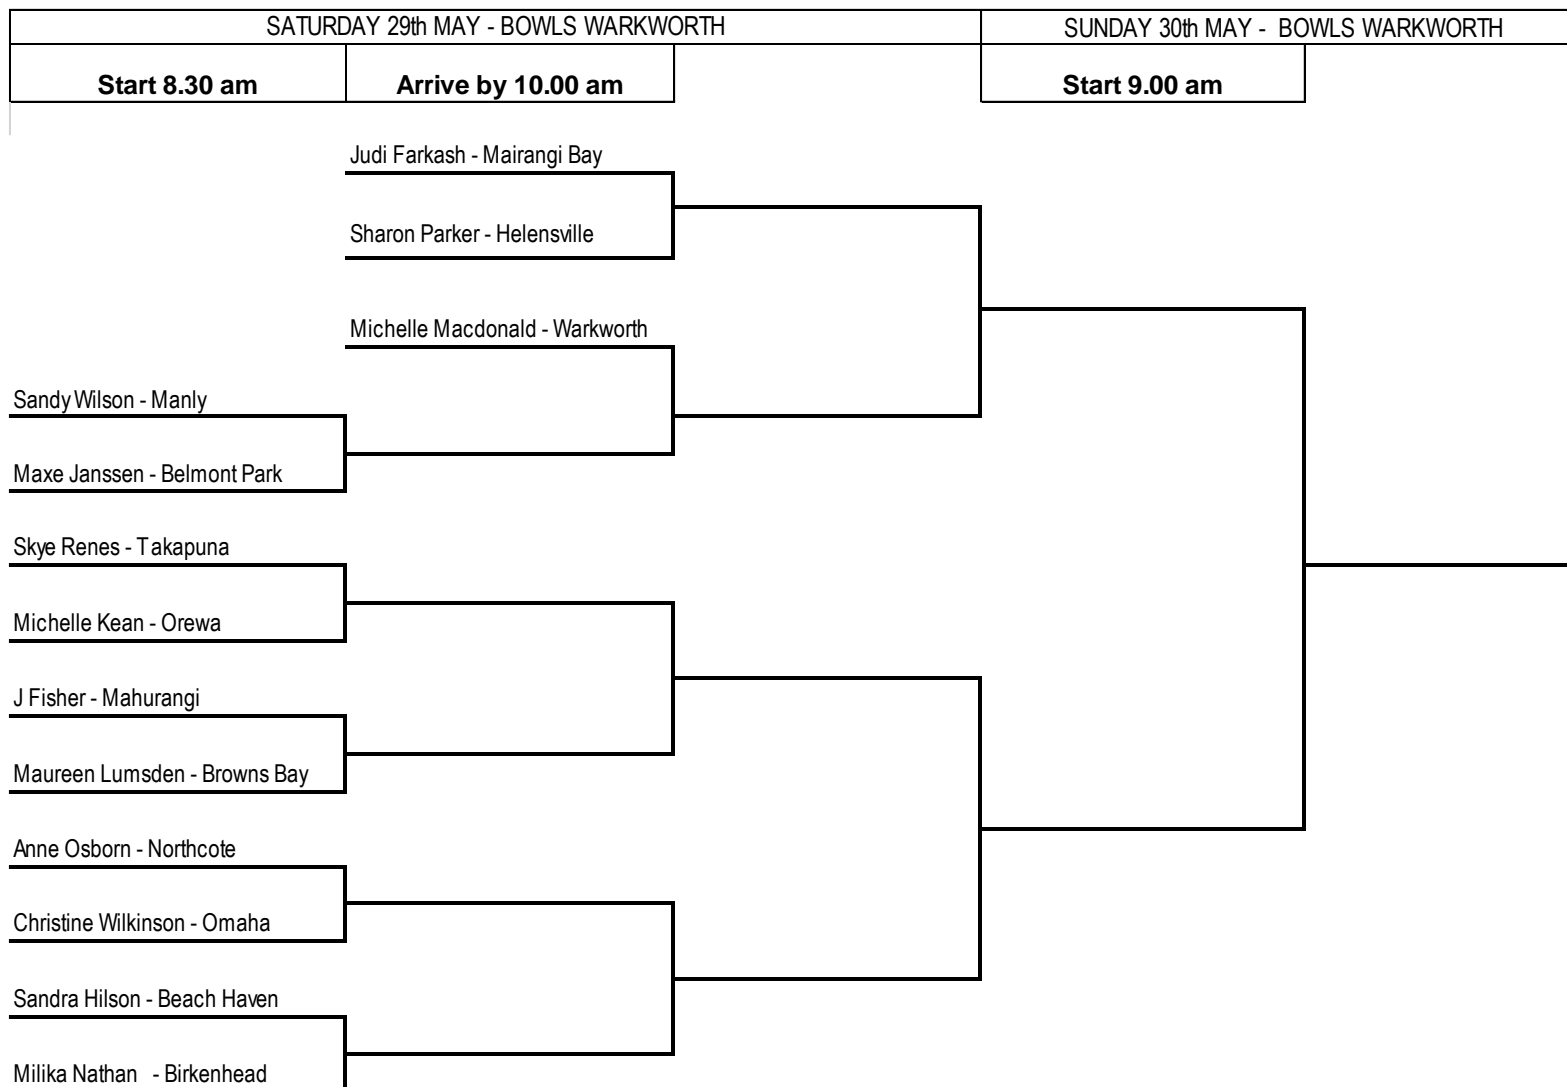 SATURDAY 29th MAY - BOWLS WARKWORTH
SUNDAY 30th MAY - BOWLS WARKWORTH
Start 8.30 am
Arrive by 10.00 am
Start 9.00 am
Judi Farkash - Mairangi Bay
Sharon Parker - Helensville
Michelle Macdonald - Warkworth
Sandy Wilson - Manly
Maxe Janssen - Belmont Park
Skye Renes - Takapuna
Michelle Kean - Orewa
J Fisher - Mahurangi
Maureen Lumsden - Browns Bay
Anne Osborn - Northcote
Christine Wilkinson - Omaha
Sandra Hilson - Beach Haven
Milika Nathan - Birkenhead